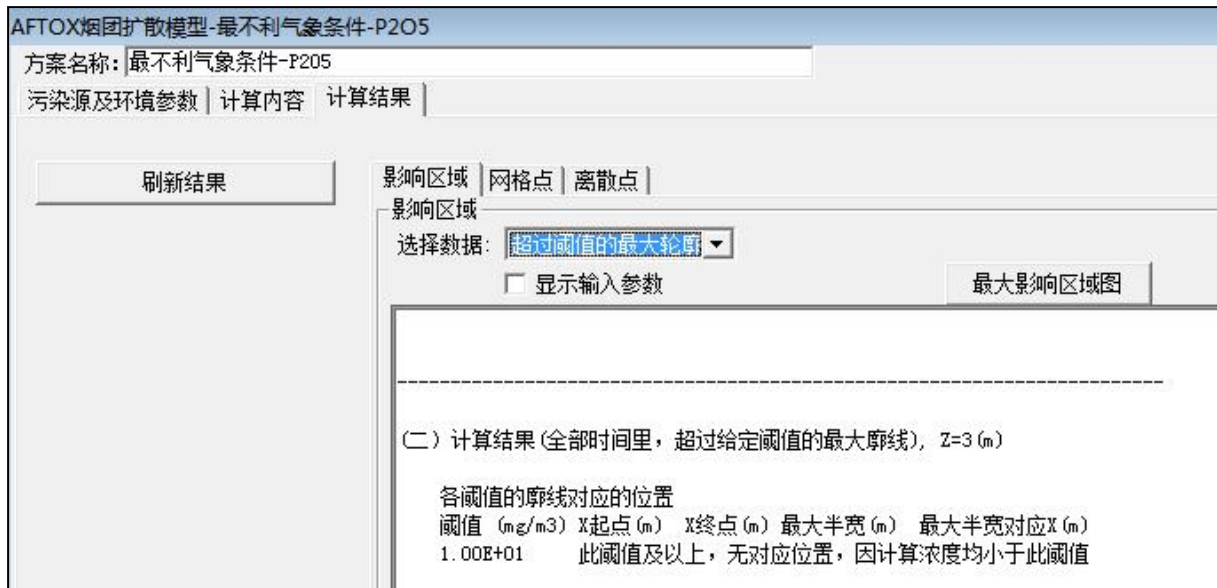 AFTOX烟团扩散模型-最不利气象条件-P2O5
方案名称: 最不利气象条件-P2O5
污染源及环境参数 计算内容 计算结果
刷新结果
影响区域 网格点 离散点
影响区域
选择数据: 超过阈值的最大轮廓
显示输入参数
最大影响区域图
-----------------------------------------------------------------------
(二) 计算结果(全部时间里，超过给定阈值的最大廓线), Z=3(m)
各阈值的廓线对应的位置
阈值 (mg/m3) X起点(m) X终点(m) 最大半宽(m) 最大半宽对应X(m)
1.00E+01 此阈值及以上，无对应位置，因计算浓度均小于此阈值